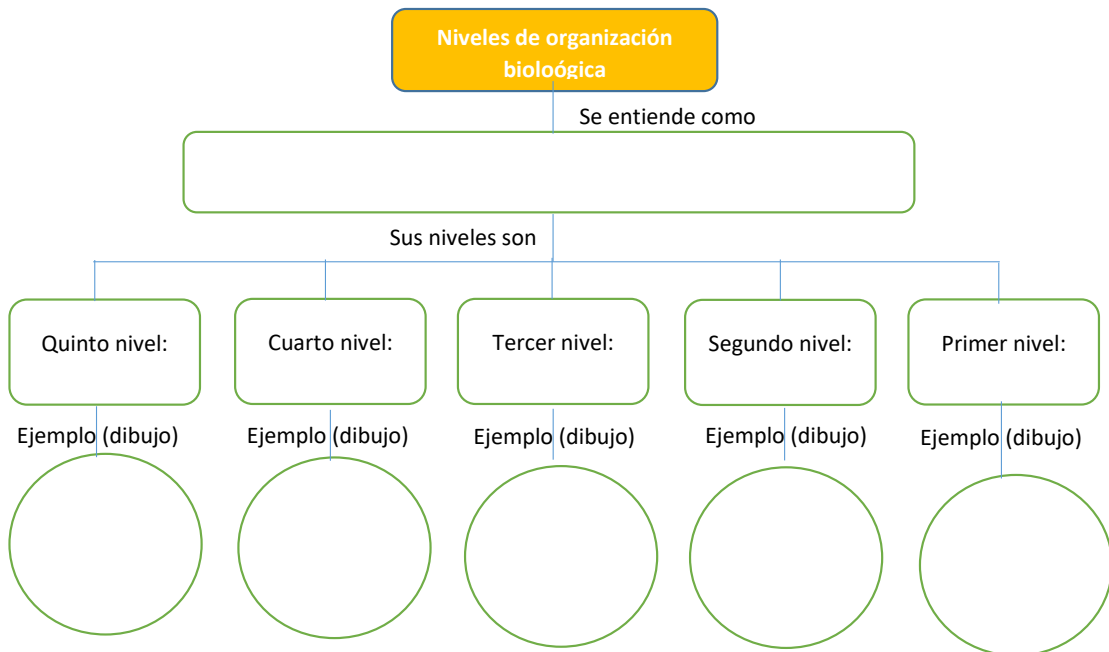 Niveles de organización
bioloógica
Se entiende como
Sus niveles son
Quinto nivel:
Cuarto nivel:
Tercer nivel:
Segundo nivel:
Primer nivel:
Ejemplo (dibujo)
Ejemplo (dibujo)
Ejemplo (dibujo)
Ejemplo (dibujo)
Ejemplo (dibujo)